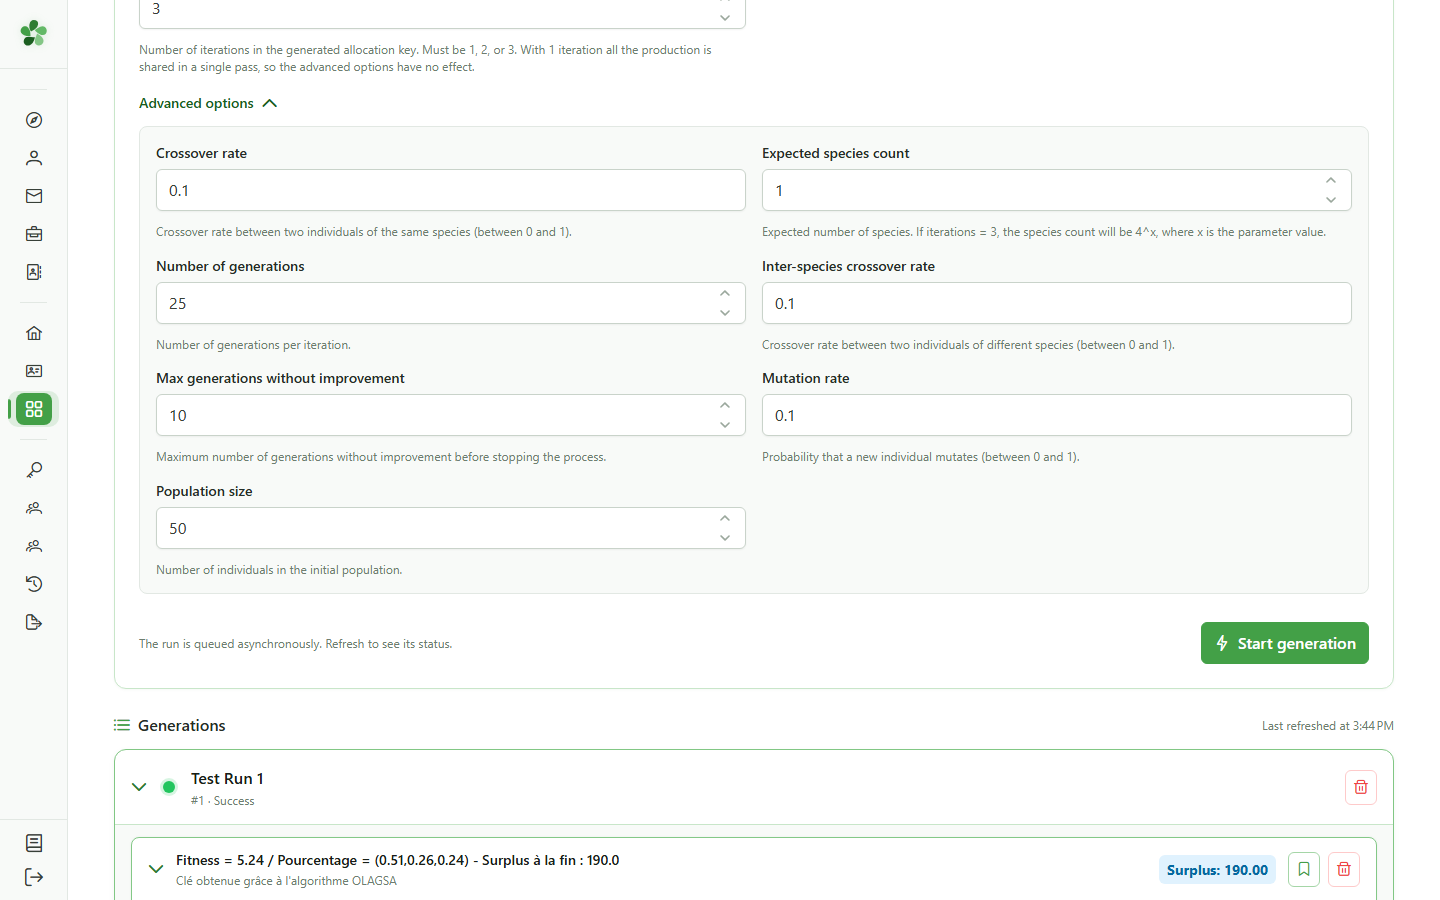 3
Number of iterations in the generated allocation key. Must be 1, 2, or 3. With 1 iteration all the production is
shared in a single pass, so the advanced options have no effect.
Advanced options
Crossover rate
0.1
Crossover rate between two individuals of the same species (between 0 and 1).
Expected species count
1
Expected number of species. If iterations = 3, the species count will be 4^x, where x is the parameter value.
Number of generations
25
Number of generations per iteration.
Inter-species crossover rate
0.1
Crossover rate between two individuals of different species (between 0 and 1).
Max generations without improvement
10
Maximum number of generations without improvement before stopping the process.
Mutation rate
0.1
Probability that a new individual mutates (between 0 and 1).
Population size
50
Number of individuals in the initial population.
The run is queued asynchronously. Refresh to see its status.
Start generation
Generations
Last refreshed at 3:44 PM
Test Run 1
#1 · Success
Fitness = 5.24 / Pourcentage = (0.51,0.26,0.24) - Surplus à la fin : 190.0
Clé obtenue grâce à l'algorithme OLAGSA
Surplus: 190.00